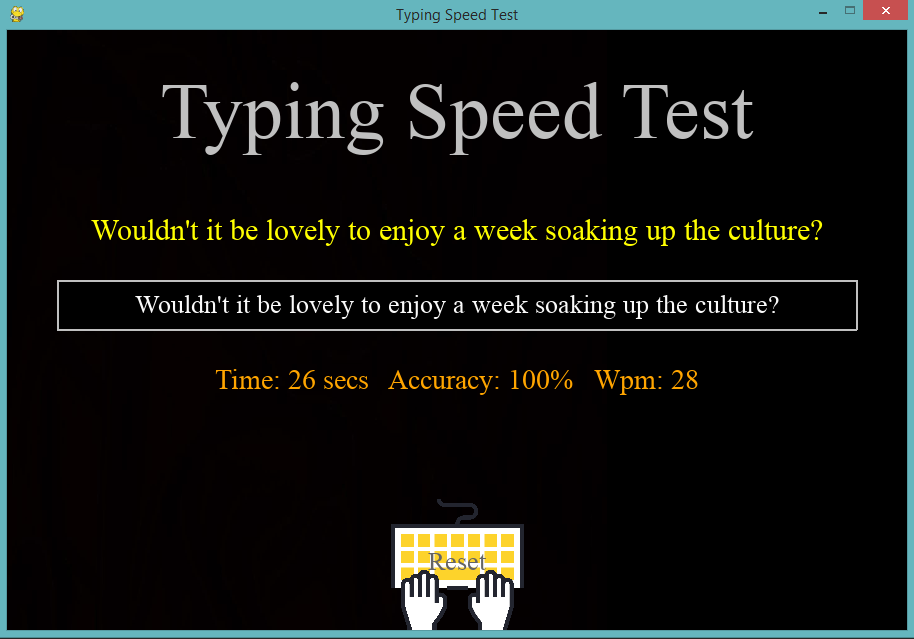 Typing Speed Test
Typing Speed Test
Wouldn't it be lovely to enjoy a week soaking up the culture?
Wouldn't it be lovely to enjoy a week soaking up the culture?
Time: 26 secs   Accuracy: 100%   Wpm: 28
Reset